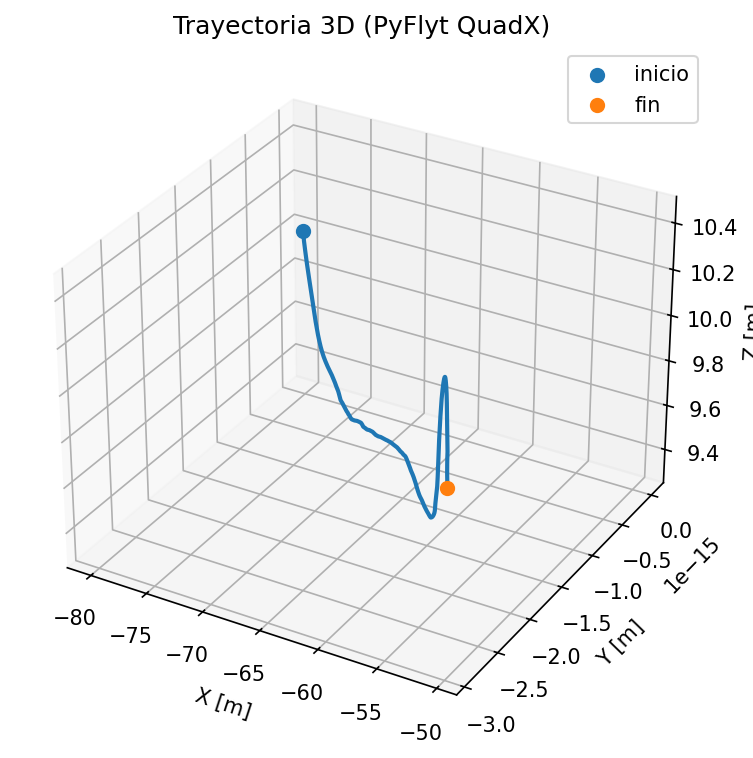 Trayectoria 3D (PyFlyt QuadX)
inicio
fin
10.4
10.2
10.0
9.8
9.6
9.4
Z [m]
0.0
−0.5
−1.0
−1.5
−2.0
−2.5
−3.0
1e−15
Y [m]
−80
−75
−70
−65
−60
−55
−50
X [m]